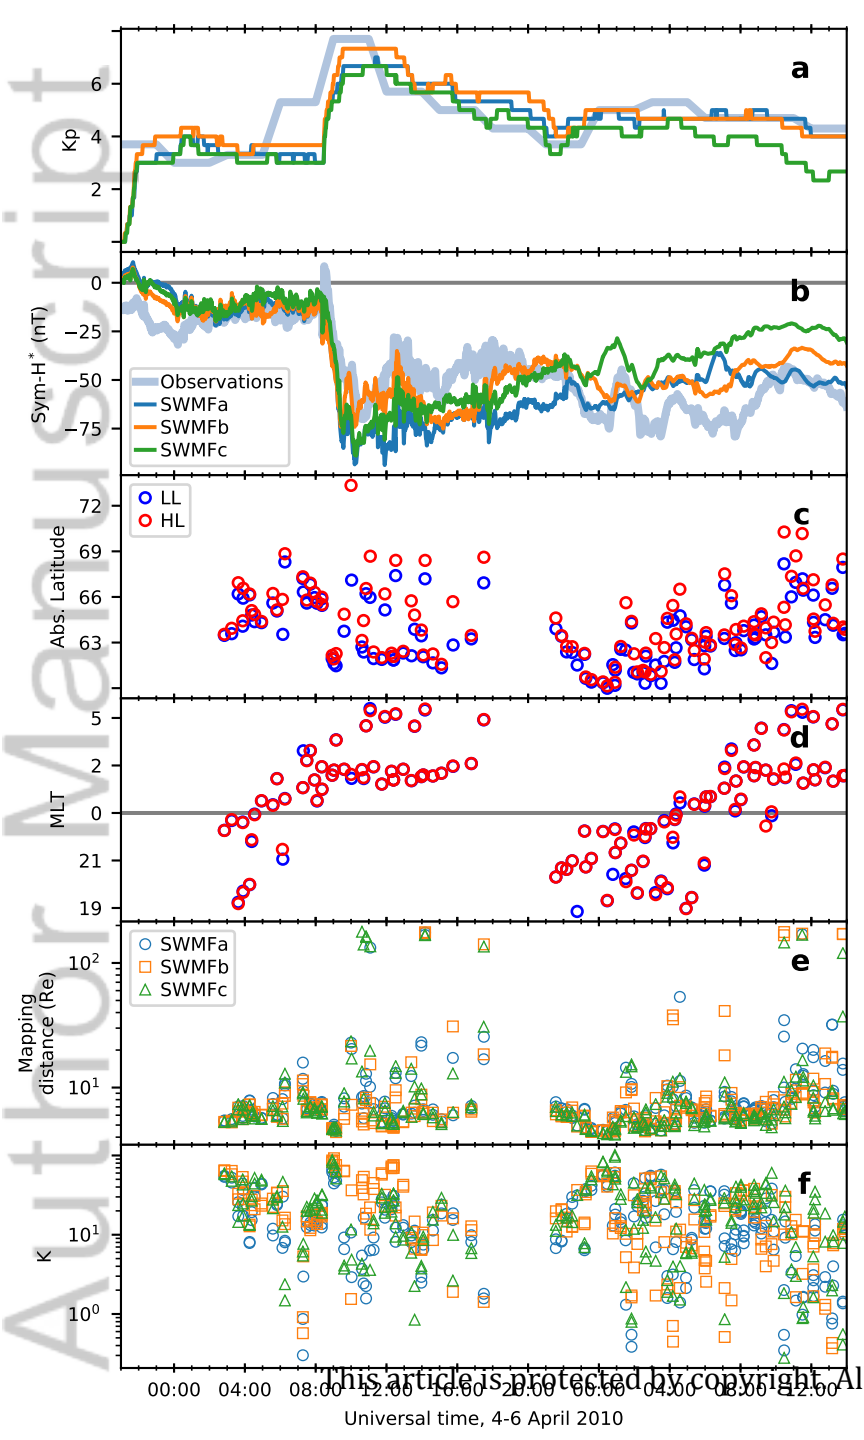 Author Manuscript
a
6
4
2
Kp
b
0
−25
−50
−75
Sym-H* (nT)
Observations
SWMFa
SWMFb
SWMFc
c
LL
HL
72
69
66
63
Abs. Latitude
d
5
2
0
21
19
MLT
e
SWMFa
SWMFb
SWMFc
10²
10¹
Mapping
distance (Re)
f
10¹
10⁰
K
00:00 04:00 08:00 12:00 16:00 20:00 00:00 04:00 08:00 12:00
This article is protected by copyright. Al
Universal time, 4-6 April 2010